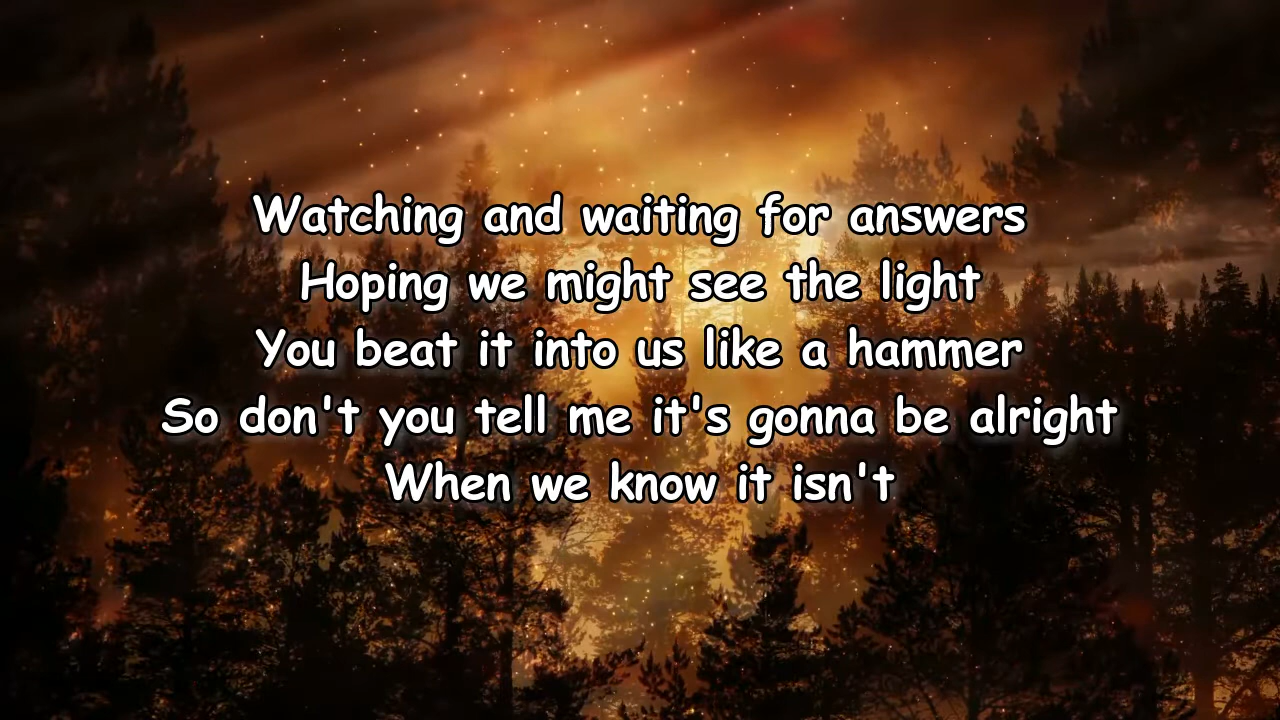 Watching and waiting for answers
Hoping we might see the light
You beat it into us like a hammer
So don't you tell me it's gonna be alright
When we know it isn't